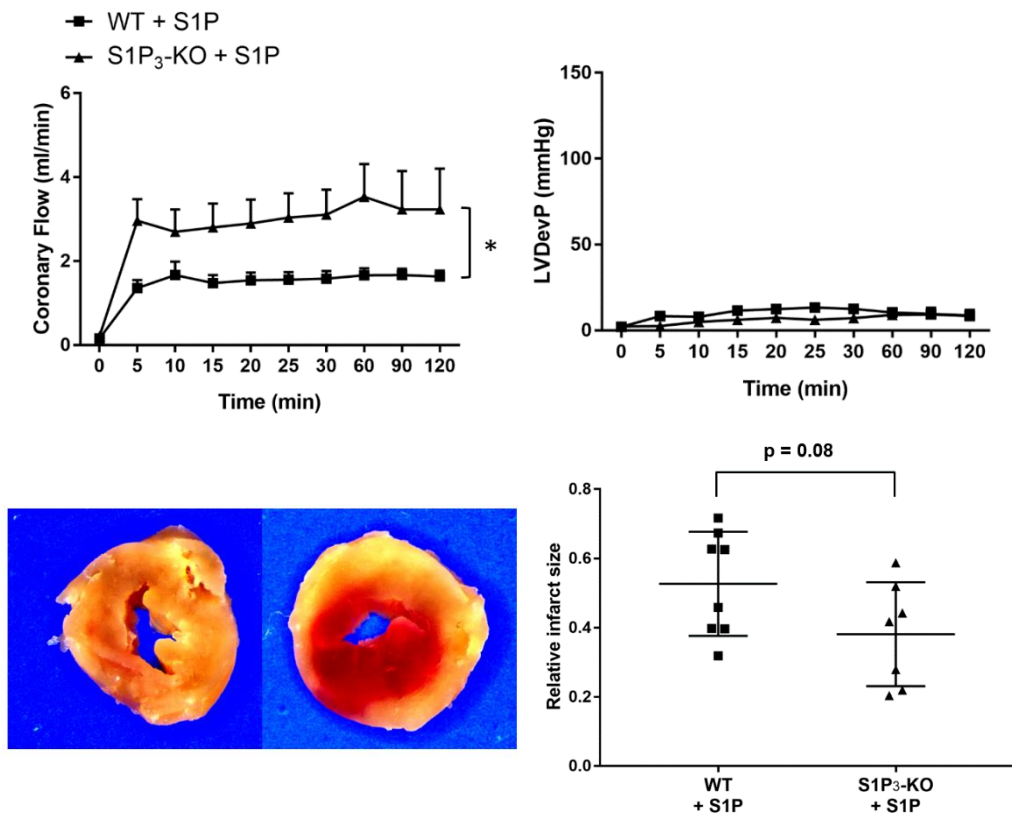 WT + S1P
S1P₃-KO + S1P
Coronary Flow (ml/min)
6
4
2
0
*
0 5 10 15 20 25 30 60 90 120
Time (min)
LVDevP (mmHg)
150
100
50
0
0 5 10 15 20 25 30 60 90 120
Time (min)
p = 0.08
Relative infarct size
0.8
0.6
0.4
0.2
0.0
WT
+ S1P
S1P₃-KO
+ S1P